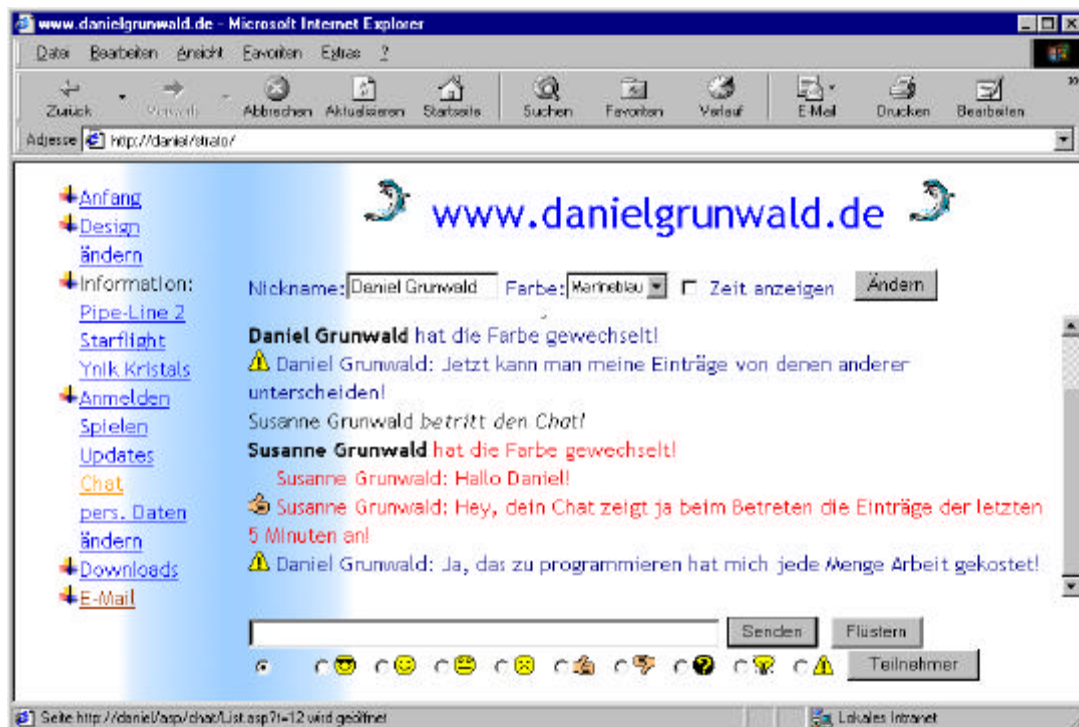 www.danielgrunwald.de - Microsoft Internet Explorer
Datei Bearbeiten Ansicht Favoriten Extras ?
Zurück Vorwärts Abbrechen Aktualisieren Startseite Suchen Favoriten Verlauf E-Mail Drucken Bearbeiten »
Adresse http://daniel/strato/
Anfang
Design
ändern
Information:
Pipe-Line 2
Starflight
Ynik Kristals
Anmelden
Spielen
Updates
Chat
pers. Daten
ändern
Downloads
E-Mail
www.danielgrunwald.de
Nickname: Daniel Grunwald Farbe: Marineblau Zeit anzeigen Ändern
Daniel Grunwald hat die Farbe gewechselt!
Daniel Grunwald: Jetzt kann man meine Einträge von denen anderer
unterscheiden!
Susanne Grunwald betritt den Chat!
Susanne Grunwald hat die Farbe gewechselt!
Susanne Grunwald: Hallo Daniel!
Susanne Grunwald: Hey, dein Chat zeigt ja beim Betreten die Einträge der letzten
5 Minuten an!
Daniel Grunwald: Ja, das zu programmieren hat mich jede Menge Arbeit gekostet!
Senden Flüstern
Teilnehmer
Seite http://daniel/asp/chat/List.asp?t=12 wird geöffnet Lokales Intranet